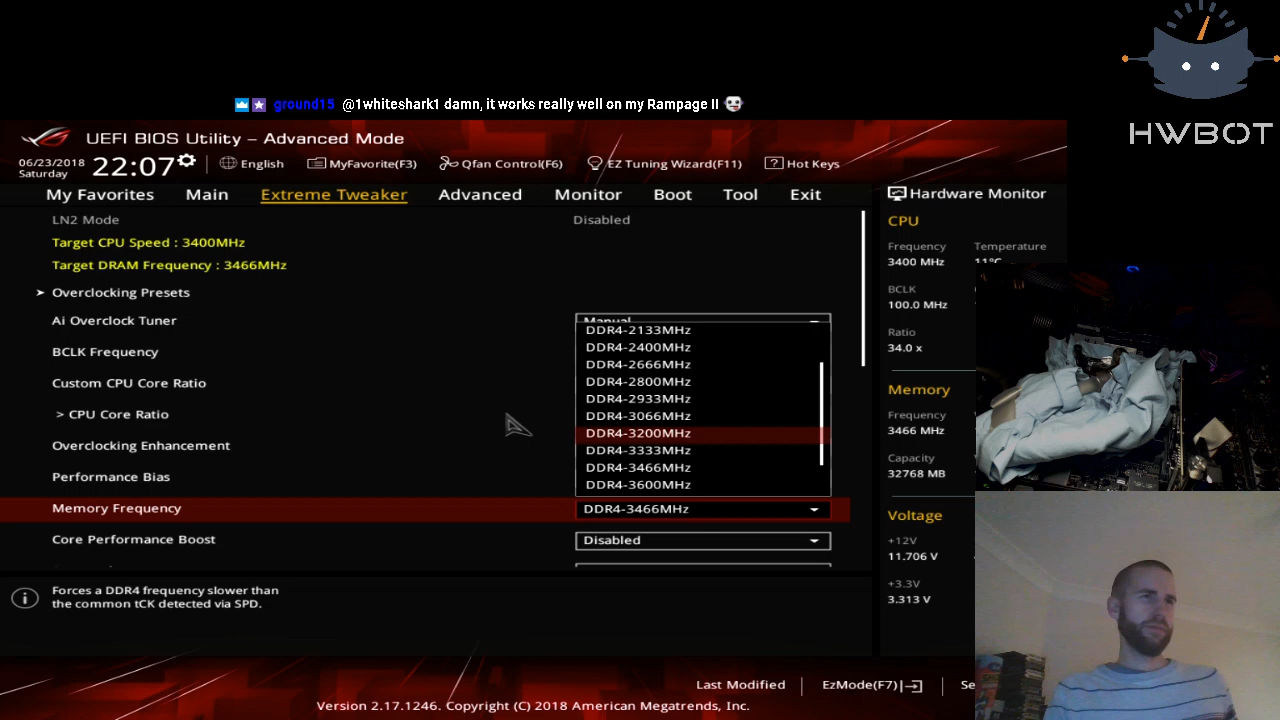 ground15 @1whiteshark1 damn, it works really well on my Rampage II
HWBOT
UEFI BIOS Utility – Advanced Mode
06/23/2018
Saturday
22:07
English
MyFavorite(F3)
Qfan Control(F6)
EZ Tuning Wizard(F11)
? Hot Keys
My Favorites
Main
Extreme Tweaker
Advanced
Monitor
Boot
Tool
Exit
LN2 Mode
Disabled
Target CPU Speed : 3400MHz
Target DRAM Frequency : 3466MHz
Overclocking Presets
Ai Overclock Tuner
Manual
BCLK Frequency
Custom CPU Core Ratio
> CPU Core Ratio
Overclocking Enhancement
Performance Bias
DDR4-2133MHz
DDR4-2400MHz
DDR4-2666MHz
DDR4-2800MHz
DDR4-2933MHz
DDR4-3066MHz
DDR4-3200MHz
DDR4-3333MHz
DDR4-3466MHz
DDR4-3600MHz
Memory Frequency
DDR4-3466MHz
Core Performance Boost
Disabled
Forces a DDR4 frequency slower than
the common tCK detected via SPD.
Hardware Monitor
CPU
Frequency
Temperature
3400 MHz
11°C
BCLK
100.0 MHz
Ratio
34.0 x
Memory
Frequency
3466 MHz
Capacity
32768 MB
Voltage
+12V
11.706 V
+3.3V
3.313 V
Last Modified
EzMode(F7)
Se
Version 2.17.1246. Copyright (C) 2018 American Megatrends, Inc.